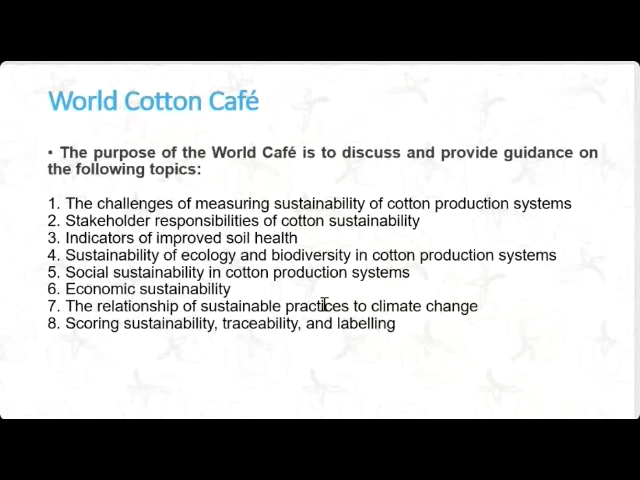 World Cotton Café
• The purpose of the World Café is to discuss and provide guidance on
the following topics:
1. The challenges of measuring sustainability of cotton production systems
2. Stakeholder responsibilities of cotton sustainability
3. Indicators of improved soil health
4. Sustainability of ecology and biodiversity in cotton production systems
5. Social sustainability in cotton production systems
6. Economic sustainability
7. The relationship of sustainable practices to climate change
8. Scoring sustainability, traceability, and labelling